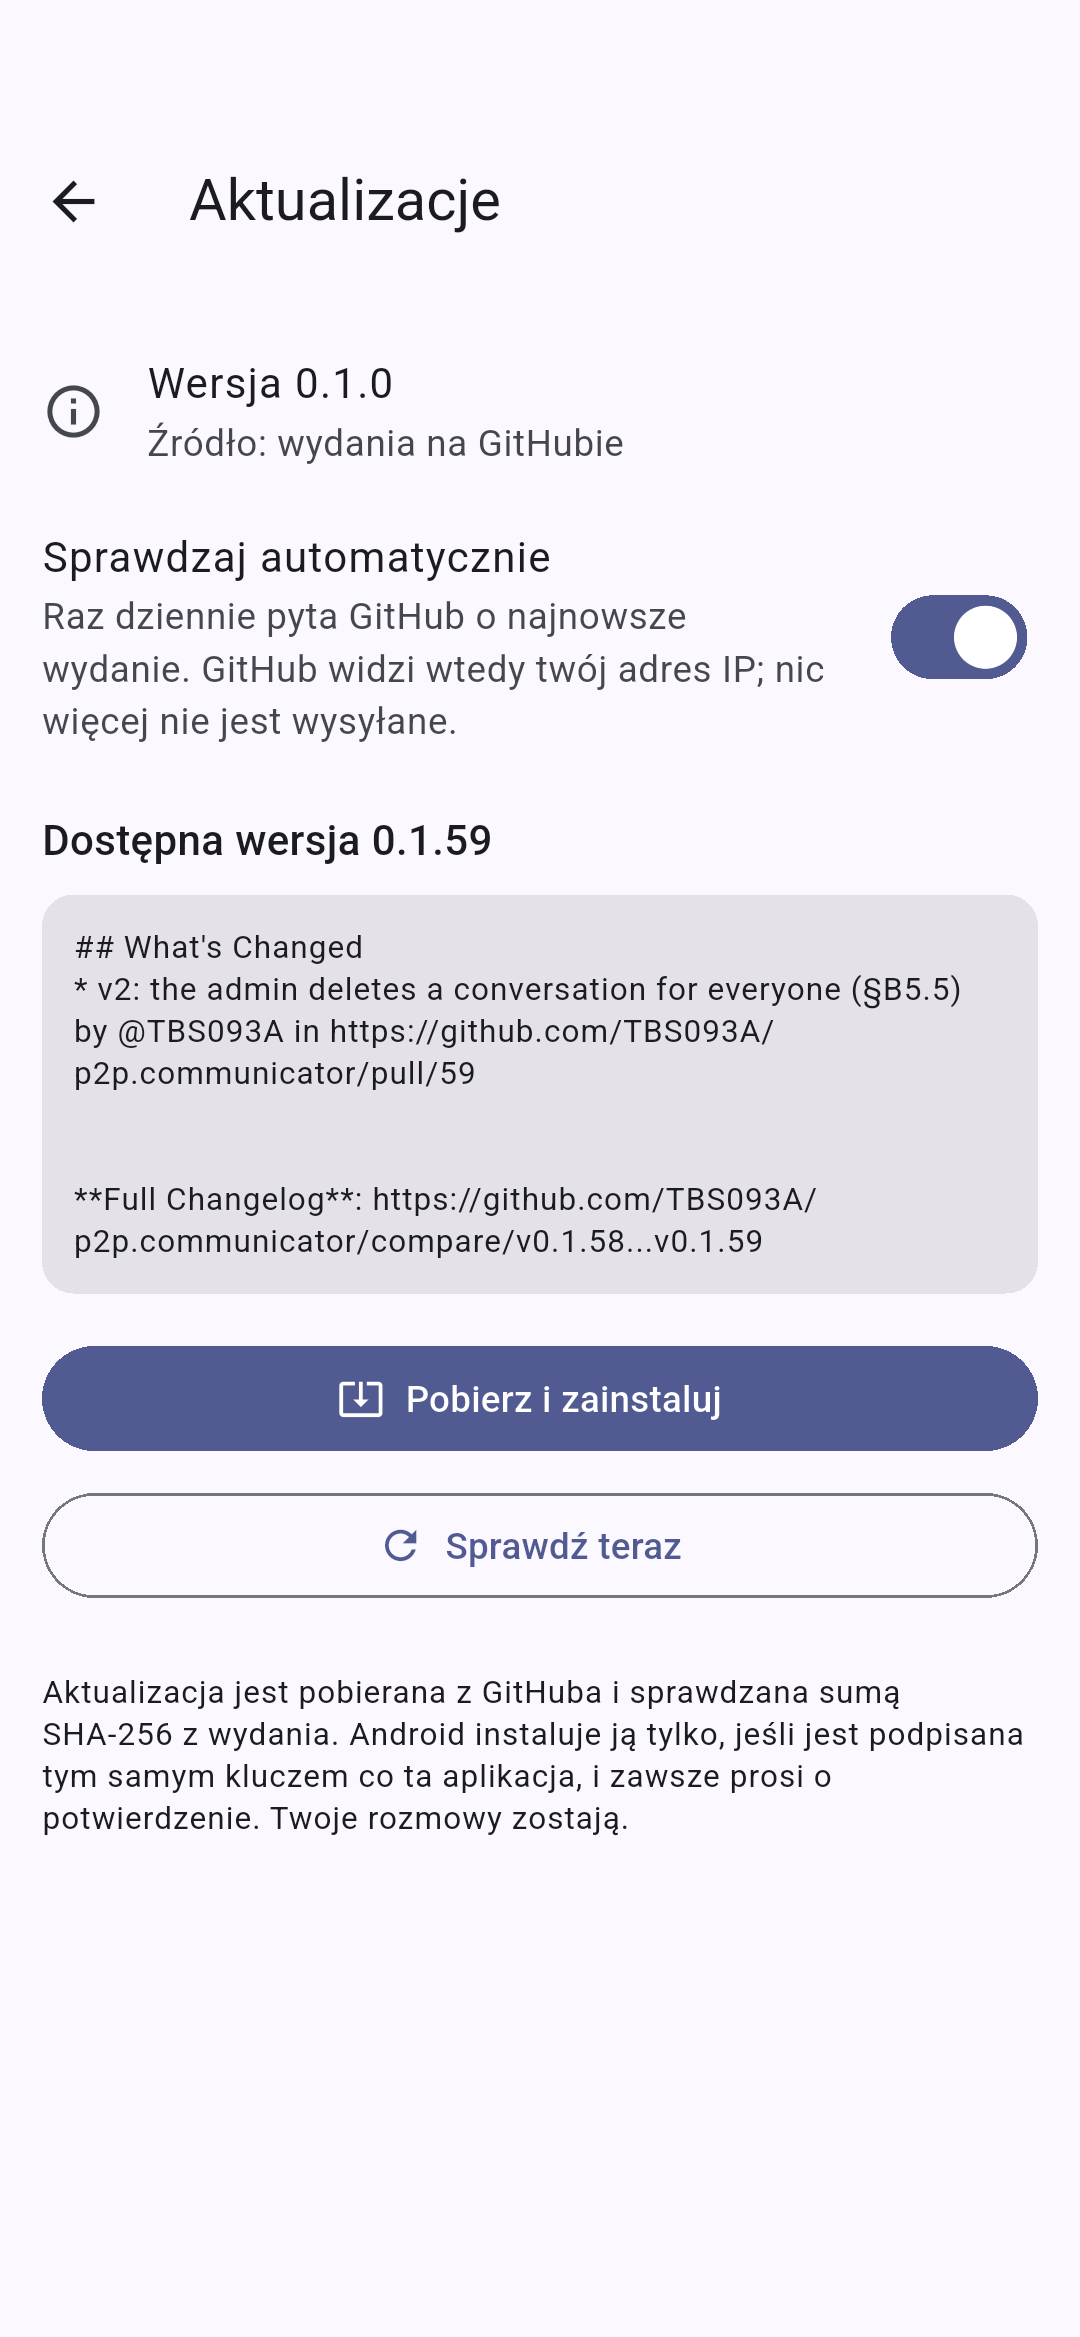 Aktualizacje
Wersja 0.1.0
Źródło: wydania na GitHubie
Sprawdzaj automatycznie
Raz dziennie pyta GitHub o najnowsze
wydanie. GitHub widzi wtedy twój adres IP; nic
więcej nie jest wysyłane.
Dostępna wersja 0.1.59
## What's Changed
* v2: the admin deletes a conversation for everyone (§B5.5)
by @TBS093A in https://github.com/TBS093A/
p2p.communicator/pull/59
**Full Changelog**: https://github.com/TBS093A/
p2p.communicator/compare/v0.1.58...v0.1.59
Pobierz i zainstaluj
Sprawdź teraz
Aktualizacja jest pobierana z GitHuba i sprawdzana sumą
SHA-256 z wydania. Android instaluje ją tylko, jeśli jest podpisana
tym samym kluczem co ta aplikacja, i zawsze prosi o
potwierdzenie. Twoje rozmowy zostają.